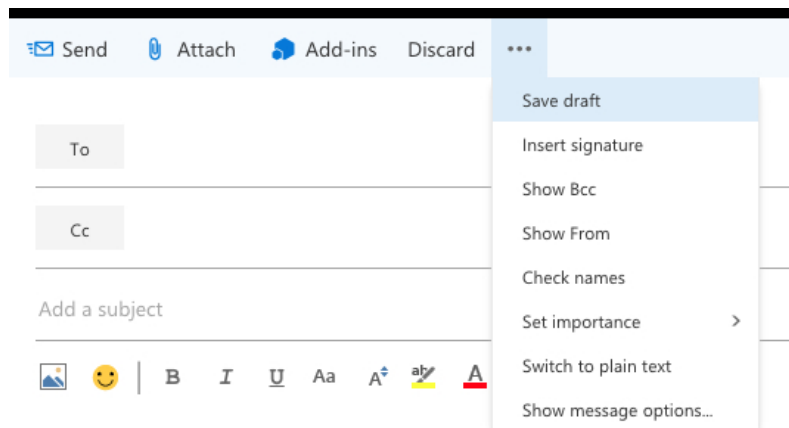 Send Attach Add-ins Discard ...
Save draft
To
Insert signature
Show Bcc
Cc
Show From
Check names
Add a subject
Set importance
Switch to plain text
B I U Aa A ab A
Show message options...